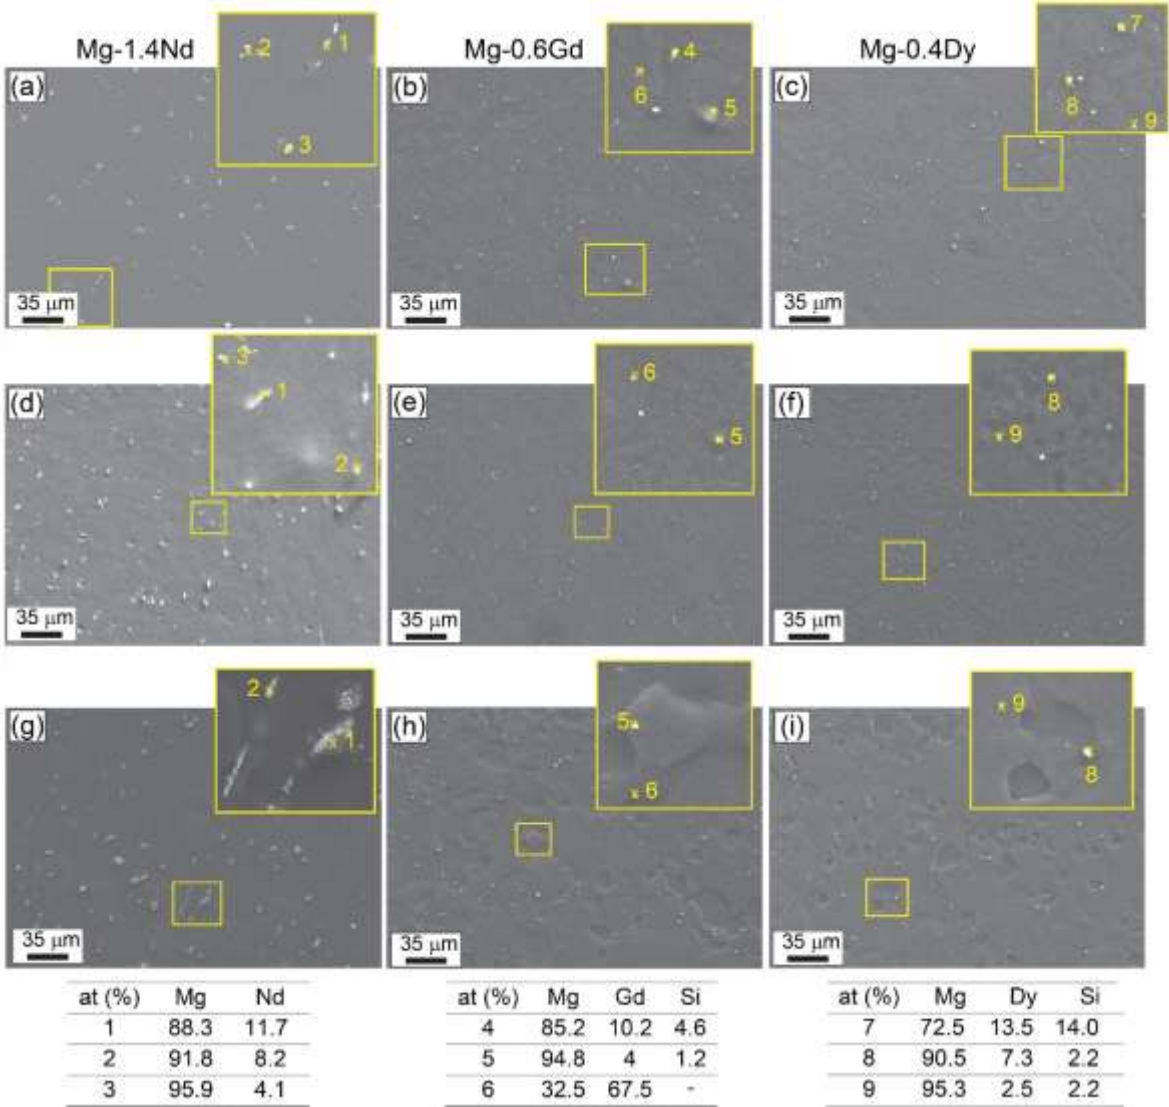 Mg-1.4Nd Mg-0.6Gd Mg-0.4Dy
(a) 2 1 3 35 μm
(b) 4 6 5 35 μm
(c) 7 8 9 35 μm
(d) 3 1 2 35 μm
(e) 6 5 35 μm
(f) 8 9 35 μm
(g) 2 1 35 μm
(h) 5 6 35 μm
(i) 9 8 35 μm
at (%) Mg Nd
1 88.3 11.7
2 91.8 8.2
3 95.9 4.1
at (%) Mg Gd Si
4 85.2 10.2 4.6
5 94.8 4 1.2
6 32.5 67.5 -
at (%) Mg Dy Si
7 72.5 13.5 14.0
8 90.5 7.3 2.2
9 95.3 2.5 2.2